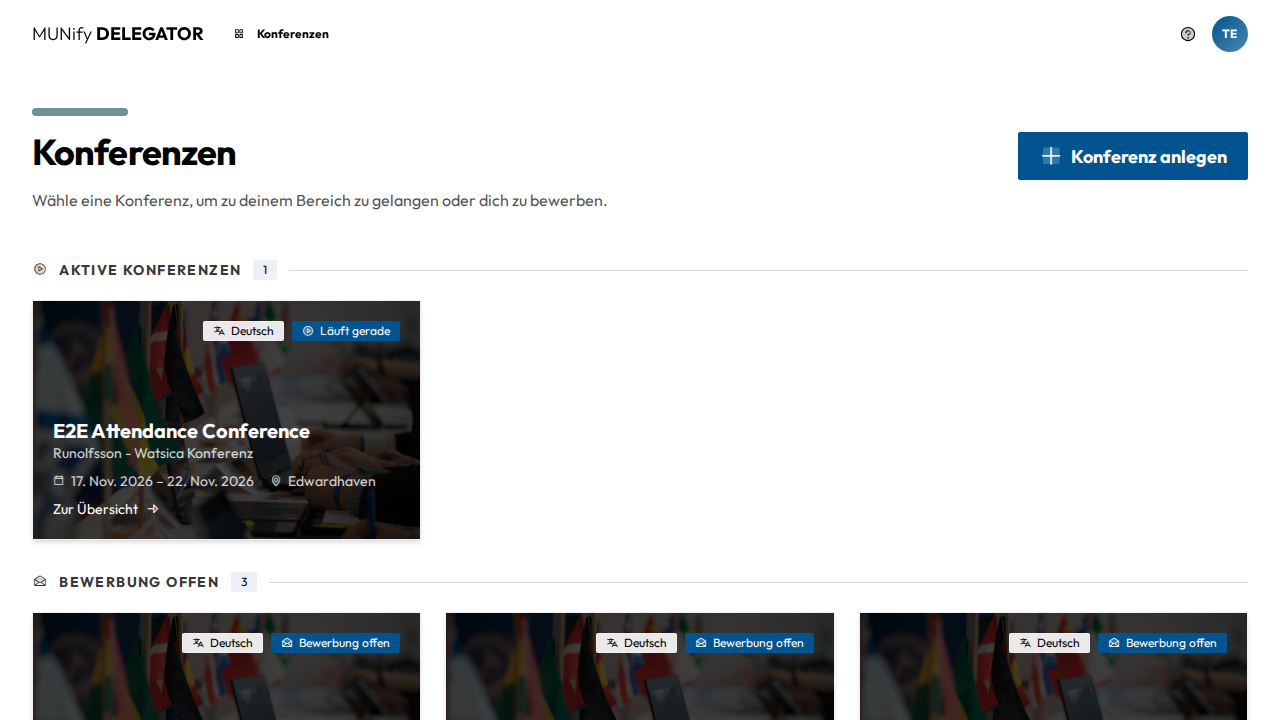 MUNify DELEGATOR
Konferenzen
TE
Konferenzen
Konferenz anlegen
Wähle eine Konferenz, um zu deinem Bereich zu gelangen oder dich zu bewerben.
AKTIVE KONFERENZEN 1
Deutsch
Läuft gerade
E2E Attendance Conference
Runolfsson - Watsica Konferenz
17. Nov. 2026 – 22. Nov. 2026
Edwardhaven
Zur Übersicht
BEWERBUNG OFFEN 3
Deutsch
Bewerbung offen
Deutsch
Bewerbung offen
Deutsch
Bewerbung offen